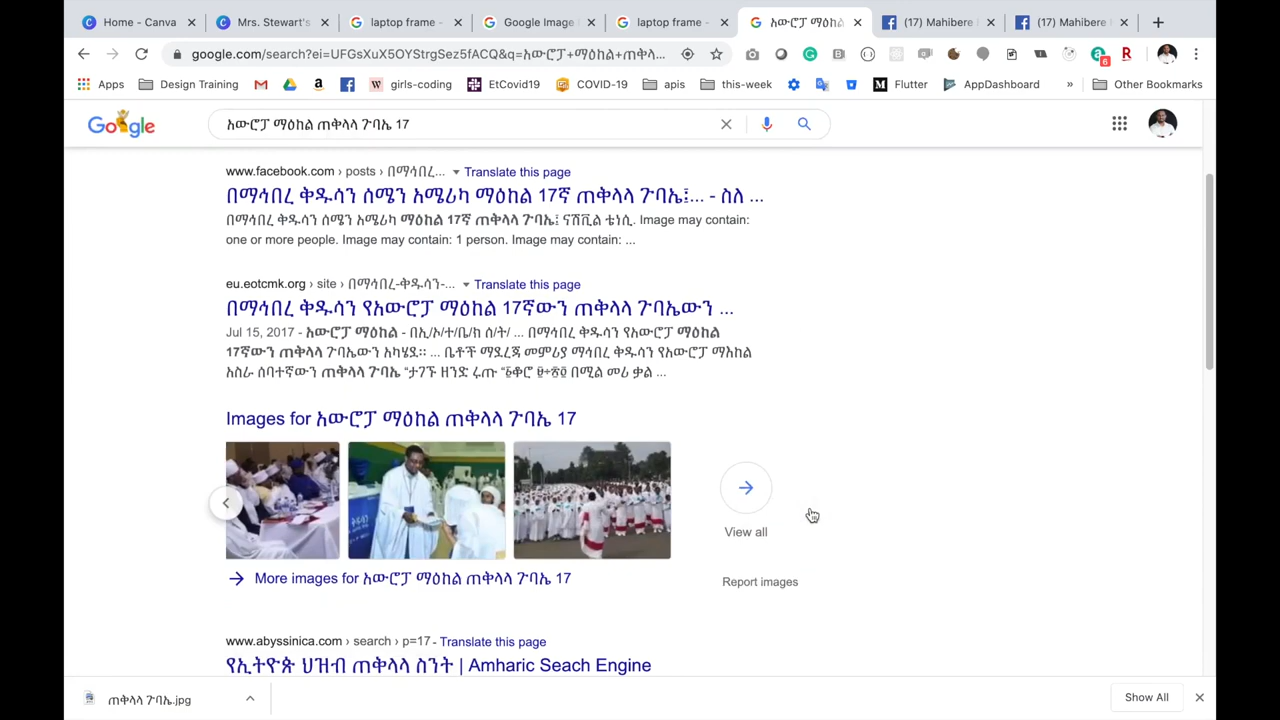 Home - Canva
Mrs. Stewart's
laptop frame -
Google Image
laptop frame -
አውሮፓ ማዕከል
(17) Mahibere
(17) Mahibere
google.com/search?ei=UFGsXuX5OYStrgSez5fACQ&q=አውሮፓ+ማዕከል+ጠቅላ...
6
Apps
Design Training
girls-coding
EtCovid19
COVID-19
apis
this-week
Flutter
AppDashboard
»
Other Bookmarks
Google
አውሮፓ ማዕከል ጠቅላላ ጉባኤ 17
www.facebook.com › posts › በማኅበረ... Translate this page
በማኅበረ ቅዱሳን ሰሜን አሜሪካ ማዕከል 17ኛ ጠቅላላ ጉባኤ፤... - ስለ ...
በማኅበረ ቅዱሳን ሰሜን አሜሪካ ማዕከል 17ኛ ጠቅላላ ጉባኤ፤ ናሽቪል ቴኔሲ. Image may contain:
one or more people. Image may contain: 1 person. Image may contain: ...
eu.eotcmk.org › site › በማኅበረ-ቅዱሳን-... Translate this page
በማኅበረ ቅዱሳን የአውሮፓ ማዕከል 17ኛውን ጠቅላላ ጉባኤውን ...
Jul 15, 2017 - አውሮፓ ማዕከል - በኢ/ኦ/ተ/ቤ/ክ ሰ/ት/ ... በማኅበረ ቅዱሳን የአውሮፓ ማዕከል
17ኛውን ጠቅላላ ጉባኤውን አካሄደ፡፡ ... ቤቶች ማደረጃ መምሪያ ማኅበረ ቅዱሳን የአውሮፓ ማእከል
አስራ ሰባተኛውን ጠቅላላ ጉባኤ “ታገኙ ዘንድ ሩጡ በሚል መሪ ቃል ...
Images for አውሮፓ ማዕከል ጠቅላላ ጉባኤ 17
View all
More images for አውሮፓ ማዕከል ጠቅላላ ጉባኤ 17
Report images
www.abyssinica.com › search › p=17 - Translate this page
የኢትዮጵ ህዝብ ጠቅላላ ስንት | Amharic Seach Engine
ጠቅላላ ጉባኤ.jpg
Show All